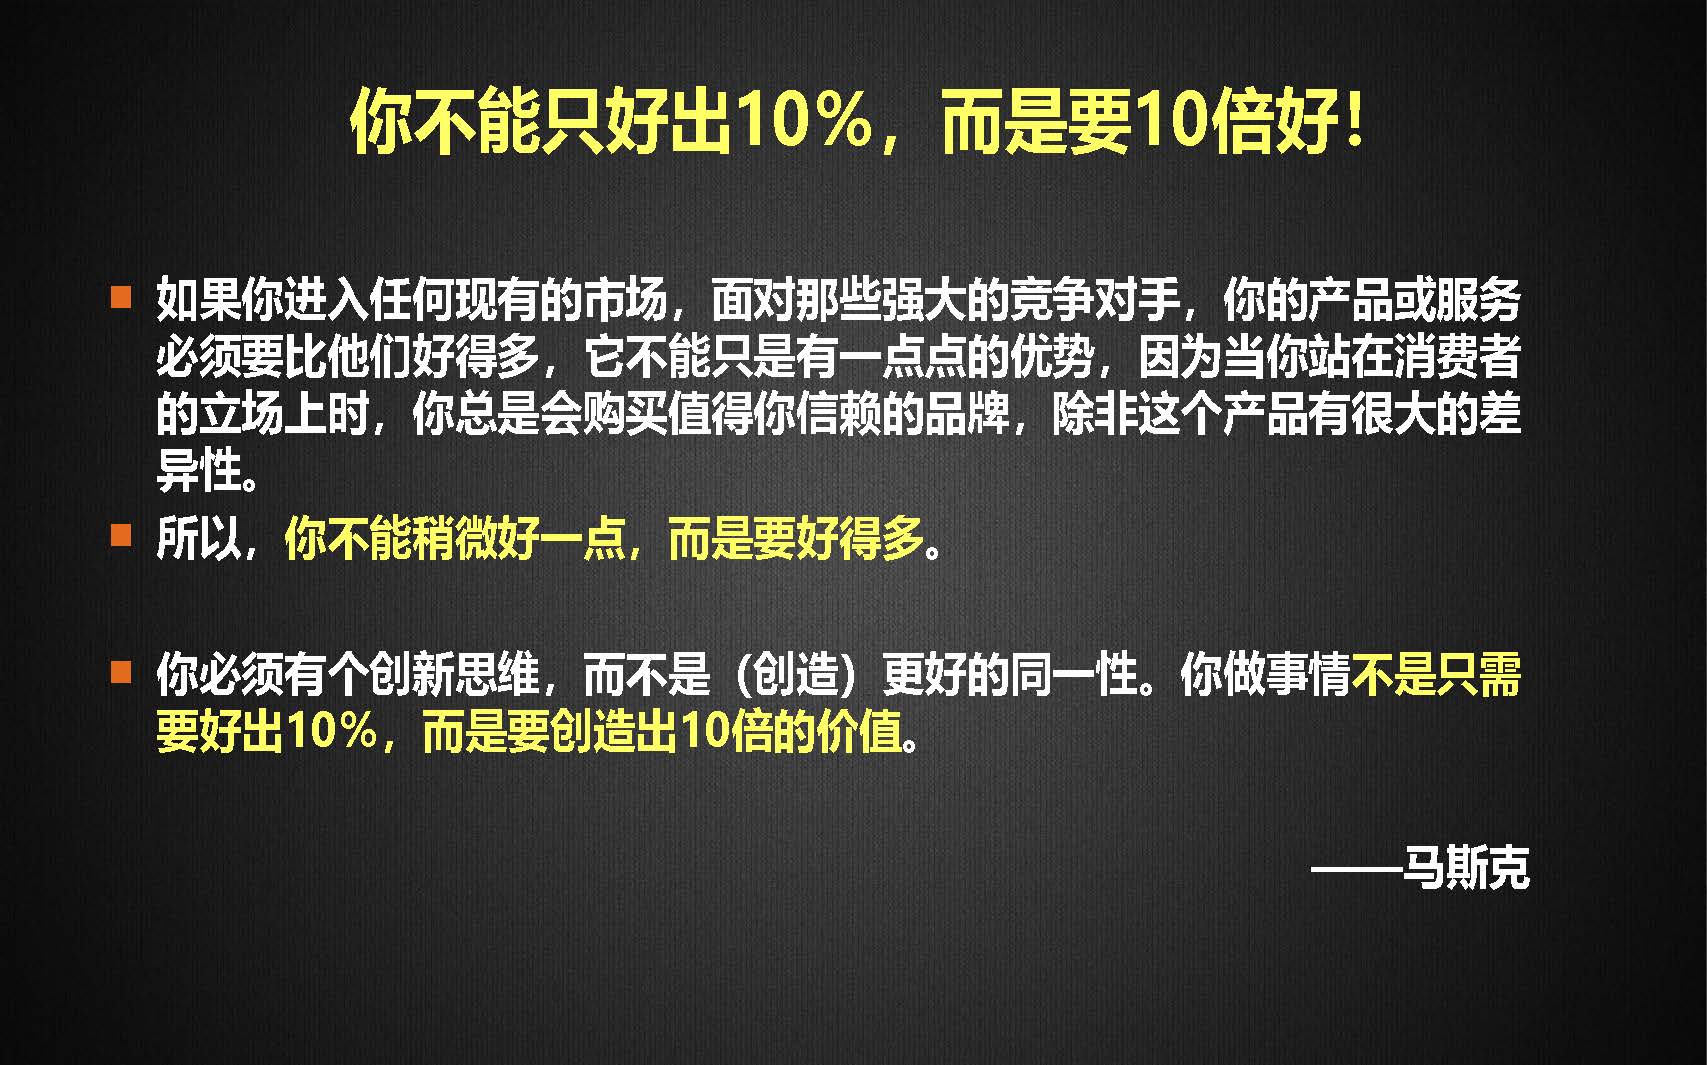 你不能只好出10%，而是要10倍好！
如果你进入任何现有的市场，面对那些强大的竞争对手，你的产品或服务
必须要比他们好得多，它不能只是有一点点的优势，因为当你站在消费者
的立场上时，你总是会购买值得你信赖的品牌，除非这个产品有很大的差
异性。
所以，你不能稍微好一点，而是要好得多。
你必须有个创新思维，而不是（创造）更好的同一性。你做事情不是只需
要好出10%，而是要创造出10倍的价值。
——马斯克